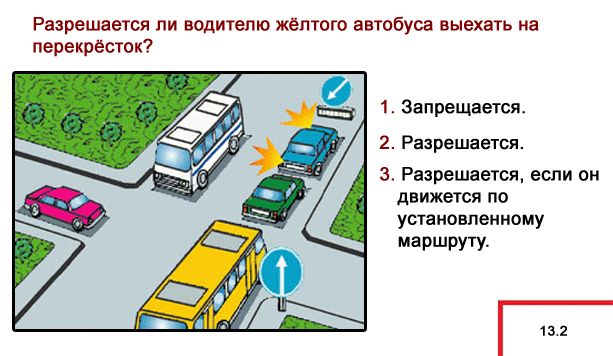 Разрешается ли водителю жёлтого автобуса выехать на
перекрёсток?
1. Запрещается.
2. Разрешается.
3. Разрешается, если он
движется по
установленному
маршруту.
13.2